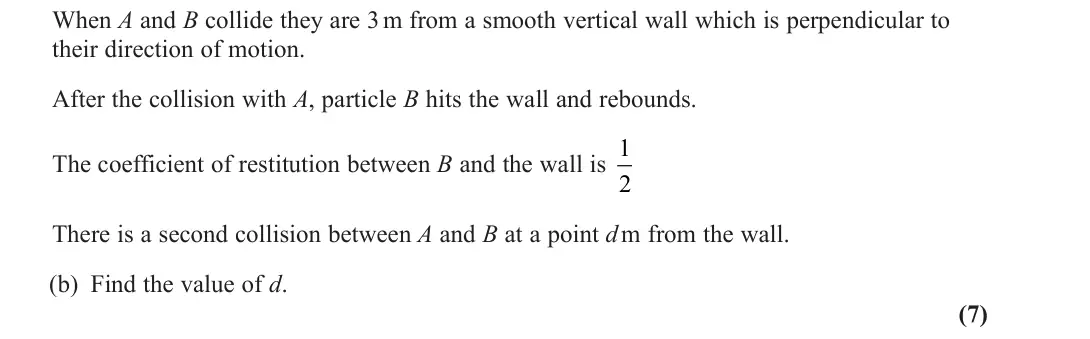 When A and B collide they are 3 m from a smooth vertical wall which is perpendicular to
their direction of motion.
After the collision with A, particle B hits the wall and rebounds.
The coefficient of restitution between B and the wall is 1/2
There is a second collision between A and B at a point d m from the wall.
(b) Find the value of d.
(7)